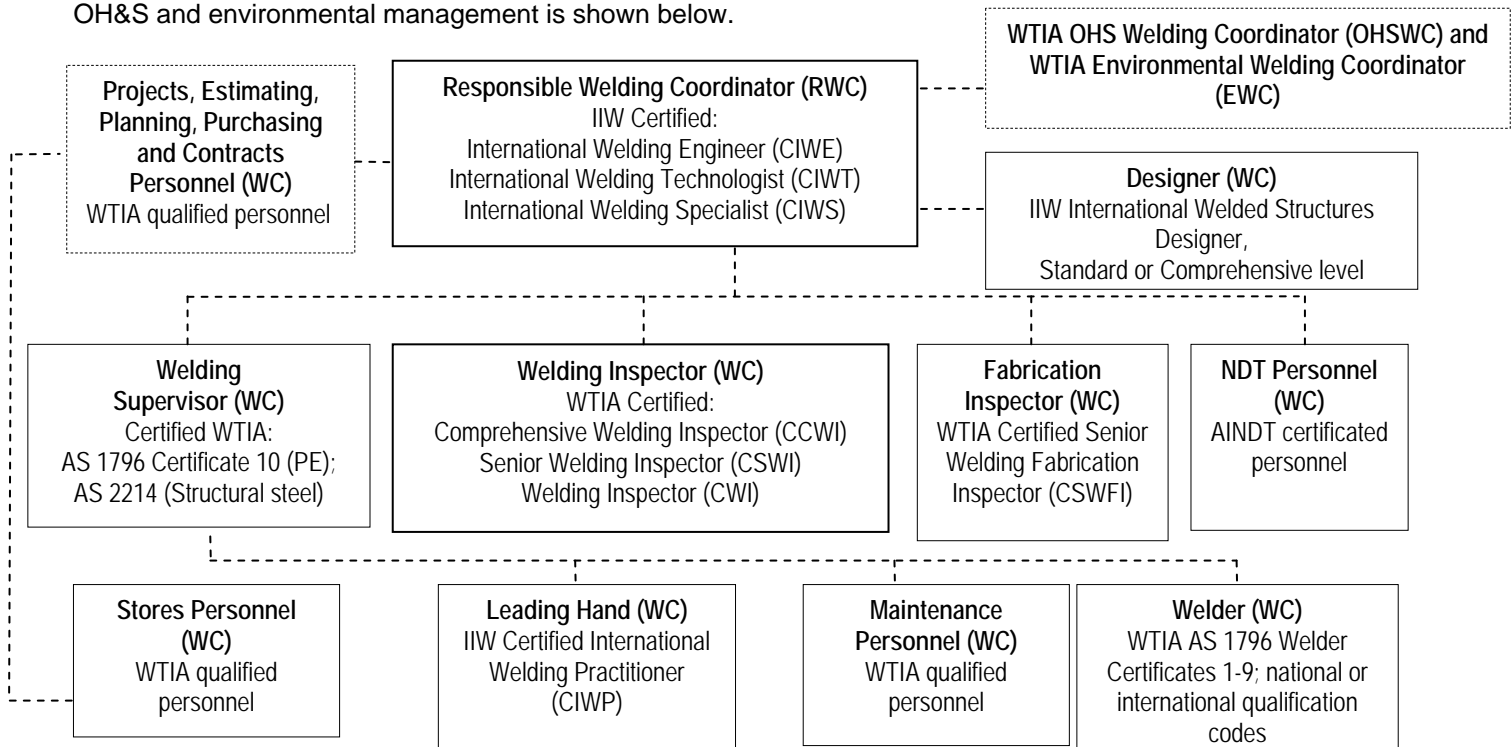 OH&S and environmental management is shown below.
WTIA OHS Welding Coordinator (OHSWC) and
WTIA Environmental Welding Coordinator
(EWC)
Projects, Estimating,
Planning, Purchasing
and Contracts
Personnel (WC)
WTIA qualified personnel
Responsible Welding Coordinator (RWC)
IIW Certified:
International Welding Engineer (CIWE)
International Welding Technologist (CIWT)
International Welding Specialist (CIWS)
Designer (WC)
IIW International Welded Structures
Designer,
Standard or Comprehensive level
Welding
Supervisor (WC)
Certified WTIA:
AS 1796 Certificate 10 (PE);
AS 2214 (Structural steel)
Welding Inspector (WC)
WTIA Certified:
Comprehensive Welding Inspector (CCWI)
Senior Welding Inspector (CSWI)
Welding Inspector (CWI)
Fabrication
Inspector (WC)
WTIA Certified Senior
Welding Fabrication
Inspector (CSWFI)
NDT Personnel
(WC)
AINDT certificated
personnel
Stores Personnel
(WC)
WTIA qualified
personnel
Leading Hand (WC)
IIW Certified International
Welding Practitioner
(CIWP)
Maintenance
Personnel (WC)
WTIA qualified
personnel
Welder (WC)
WTIA AS 1796 Welder
Certificates 1-9; national or
international qualification
codes